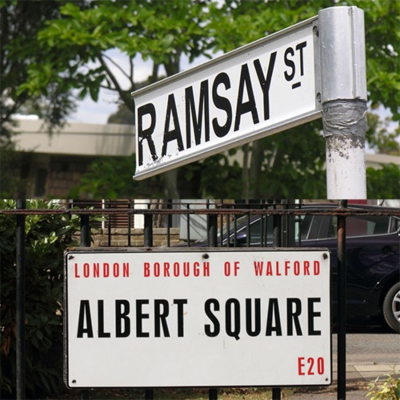 RAMSAY ST
LONDON BOROUGH OF WALFORD
ALBERT SQUARE
E20